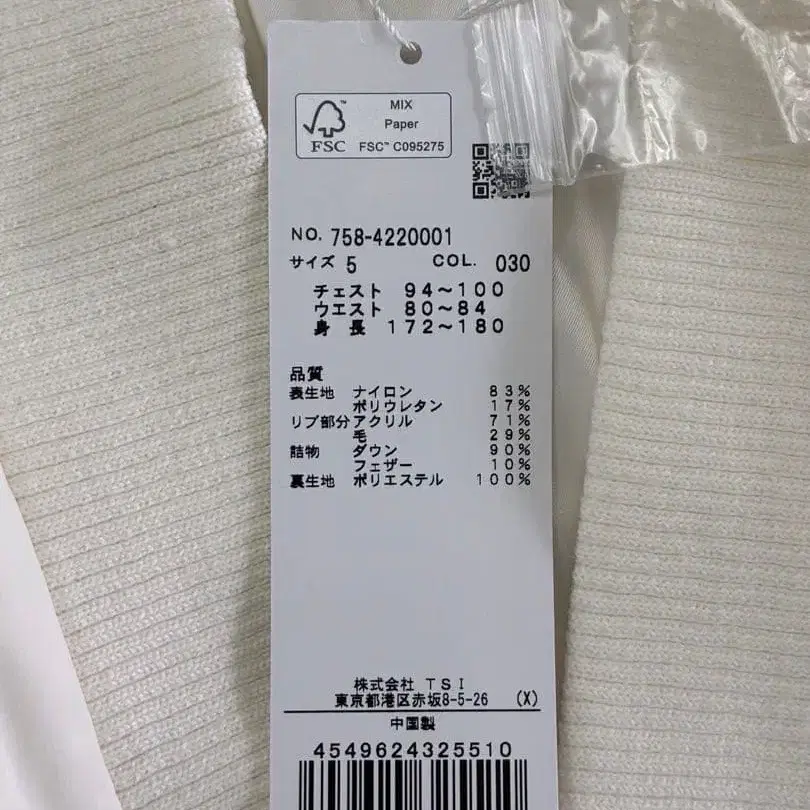 MIX
Paper
FSC™ C095275
FSC
NO. 758-4220001
サイズ 5 COL. 030
チェスト 94～100
ウエスト 80～84
身長 172～180
品質
表生地 ナイロン 83%
ポリウレタン 17%
リブ部分 アクリル 71%
毛 29%
詰物 ダウン 90%
フェザー 10%
裏生地 ポリエステル 100%
株式会社 TSI
東京都港区赤坂8-5-26 (X)
中国製
4549624325510